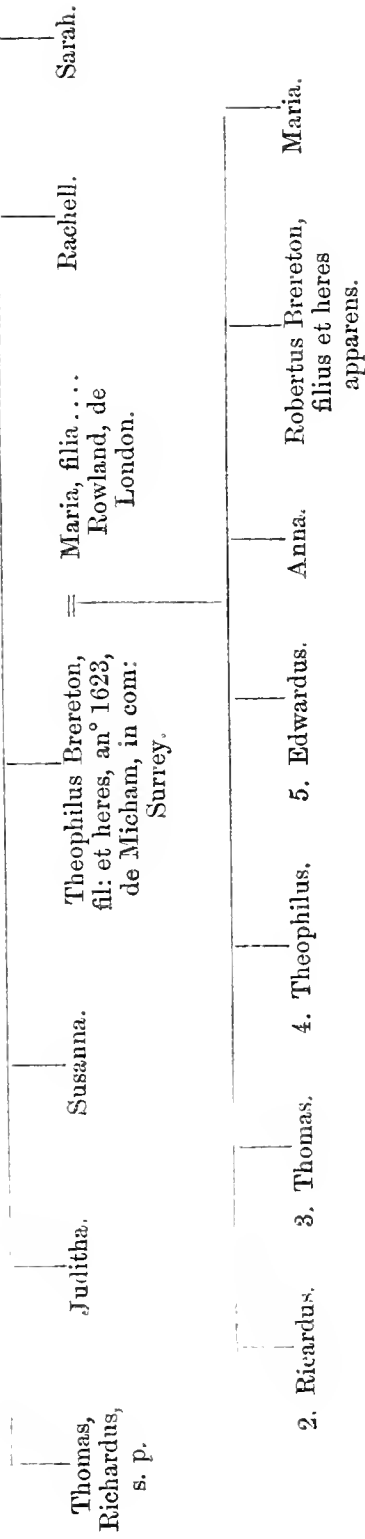 Thomas,
Richardus,
s. p.
Juditha.
Susanna.
Theophilus Brereton,
fil: et heres, an° 1623,
de Micham, in com:
Surrey.
=
Maria, filia.....
Rowland, de
London.
Rachell.
Sarah.
2. Ricardus.
3. Thomas.
4. Theophilus.
5. Edwardus.
Anna.
Robertus Brereton,
filius et heres
apparens.
Maria.